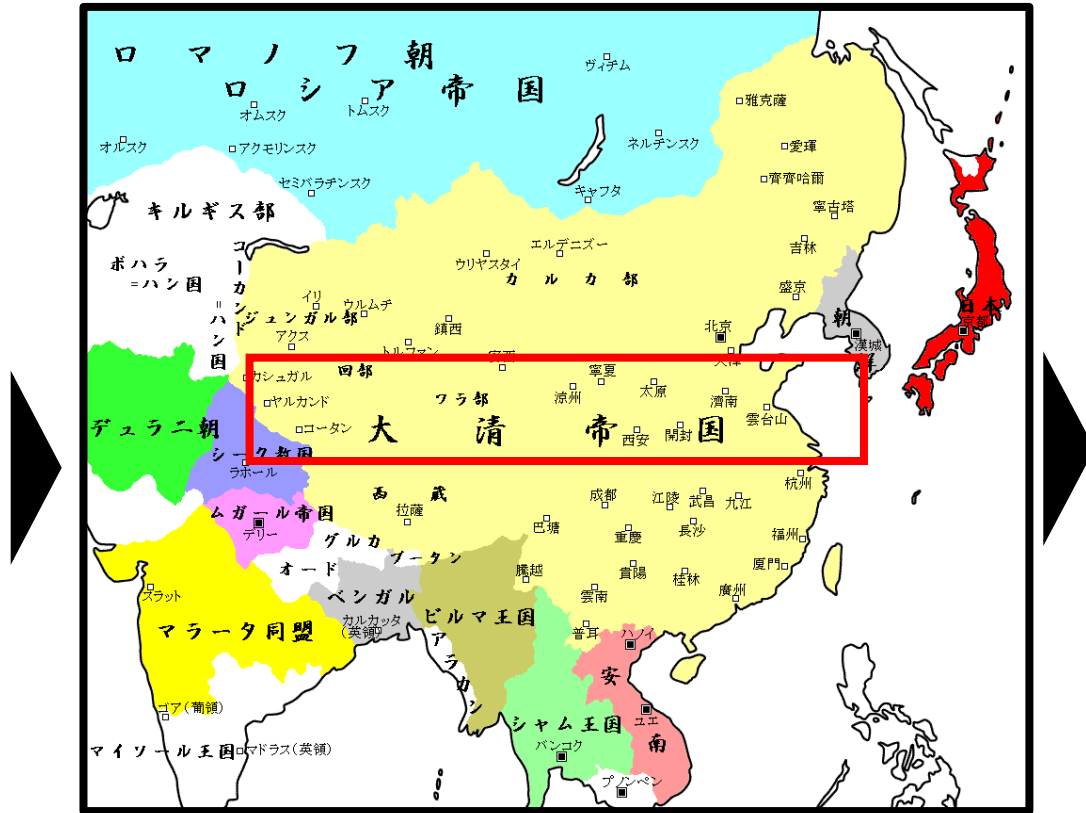 ロマノフ朝
ロシア帝国
ヴィチム
オムスク
トムスク
雅克薩
オルスク
アクモリンスク
ネルチンスク
愛琿
セミパラチンスク
キャフタ
齊齊哈爾
キルギス部
寧古塔
コーカンド=ハン国
ボハラ
=ハン国
エルデニズー
ウリヤスタイ
カルカ部
吉林
盛京
イリ
ウルムチ
ジュンガル部
鎮西
アクス
トルファン
安西
北京
天津
朝鮮
漢城
日本
京都
カシュガル
回部
寧夏
太原
涼州
濟南
ヤルカンド
ワラ部
雲台山
コータン
大清帝国
西安
開封
デュラニ朝
シーク教国
ラホール
西蔵
拉薩
成都
江陵
武昌
九江
杭州
ムガール帝国
デリー
巴塘
重慶
長沙
福州
グルカ
ブータン
オード
騰越
貴陽
桂林
厦門
スラット
ベンガル
カルカッタ
(英領)
ビルマ王国
雲南
廣州
マラータ同盟
アラカン
普耳
ハノイ
安南
ゴア(葡領)
シャム王国
バンコク
ユエ
マイソール王国
マドラス(英領)
プノンペン